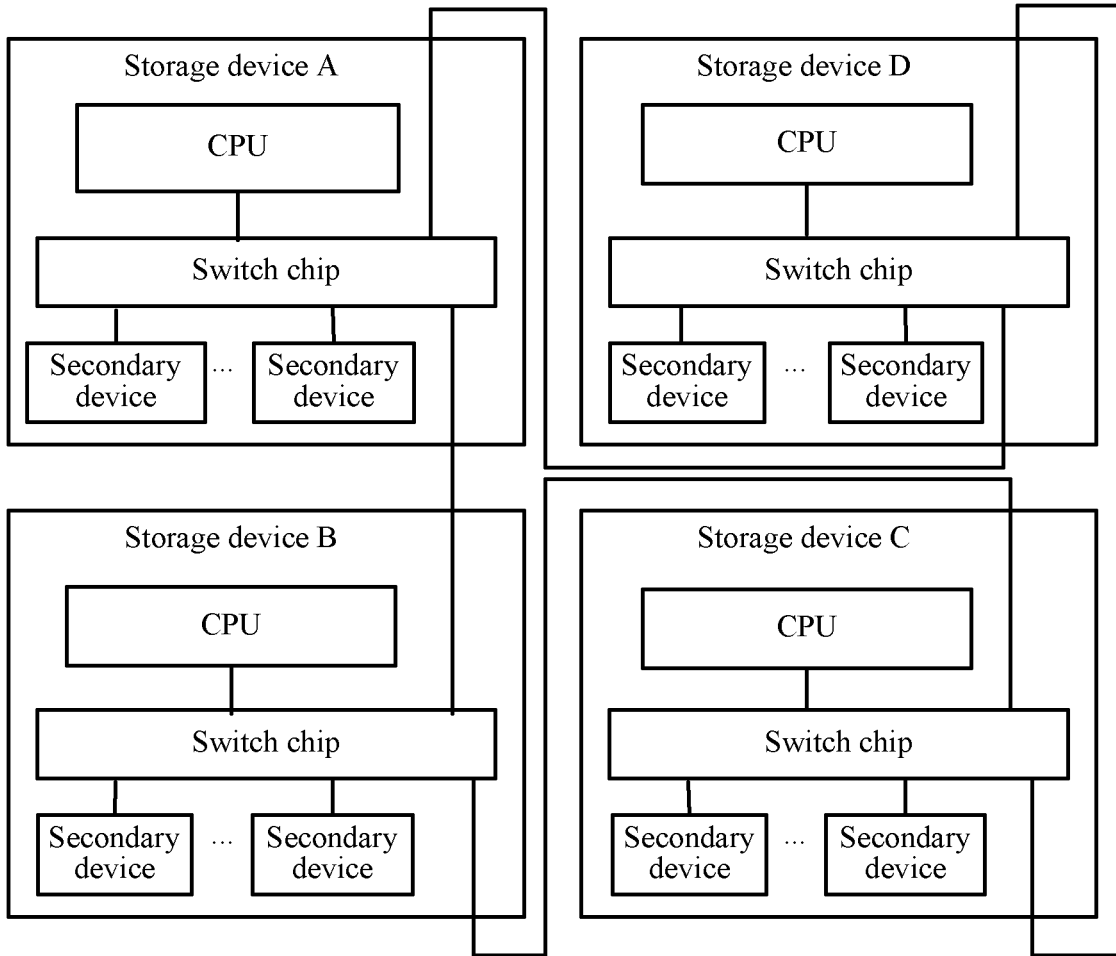 Storage device A
CPU
Switch chip
Secondary
device
...
Secondary
device
Storage device D
CPU
Switch chip
Secondary
device
...
Secondary
device
Storage device B
CPU
Switch chip
Secondary
device
...
Secondary
device
Storage device C
CPU
Switch chip
Secondary
device
...
Secondary
device